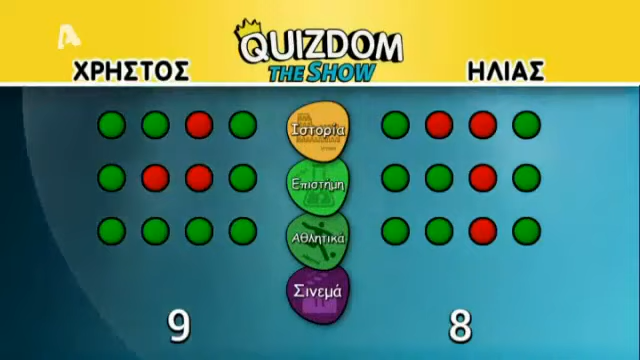 QUIZDOM
THE SHOW
ΧΡΗΣΤΟΣ
ΗΛΙΑΣ
Ιστορία
Επιστήμη
Αθλητικά
Σινεμά
9
8